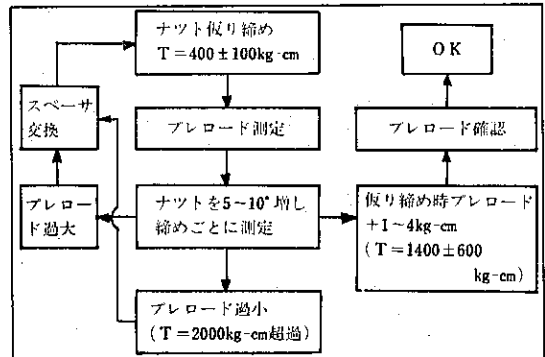 ナツト仮り締め
T=400±100kg-cm
OK
スペーサ
交換
プレロード測定
プレロード確認
プレロー
ド過大
ナツトを5~10°増し
締めごとに測定
仮り締め時プレロード
+1~4kg-cm
(T=1400±600
kg-cm)
プレロード過小
(T=2000kg-cm超過)